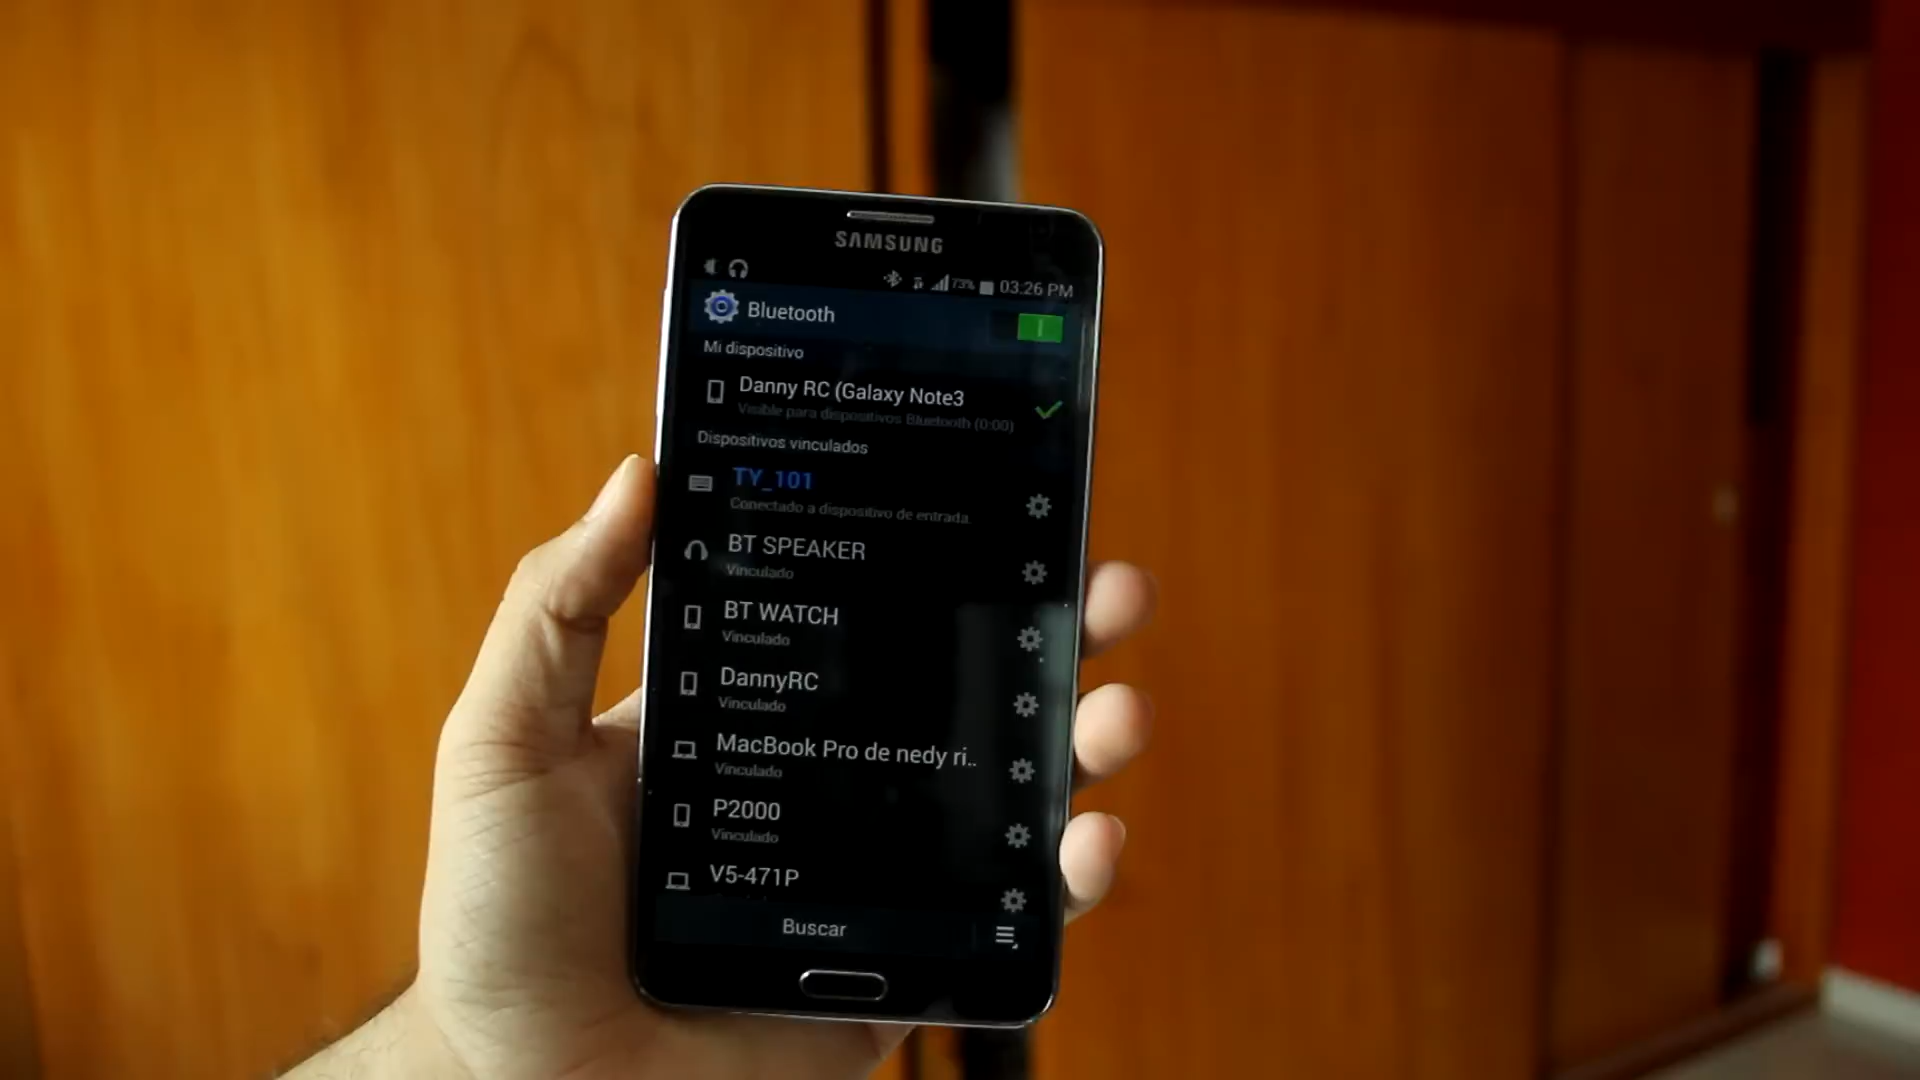 SAMSUNG
73% 03:26 PM
Bluetooth
Mi dispositivo
Danny RC (Galaxy Note3
Visible para dispositivos Bluetooth (0:00)
Dispositivos vinculados
TY_101
Conectado a dispositivo de entrada.
BT SPEAKER
Vinculado
BT WATCH
Vinculado
DannyRC
Vinculado
MacBook Pro de nedy ri..
Vinculado
P2000
Vinculado
V5-471P
Buscar